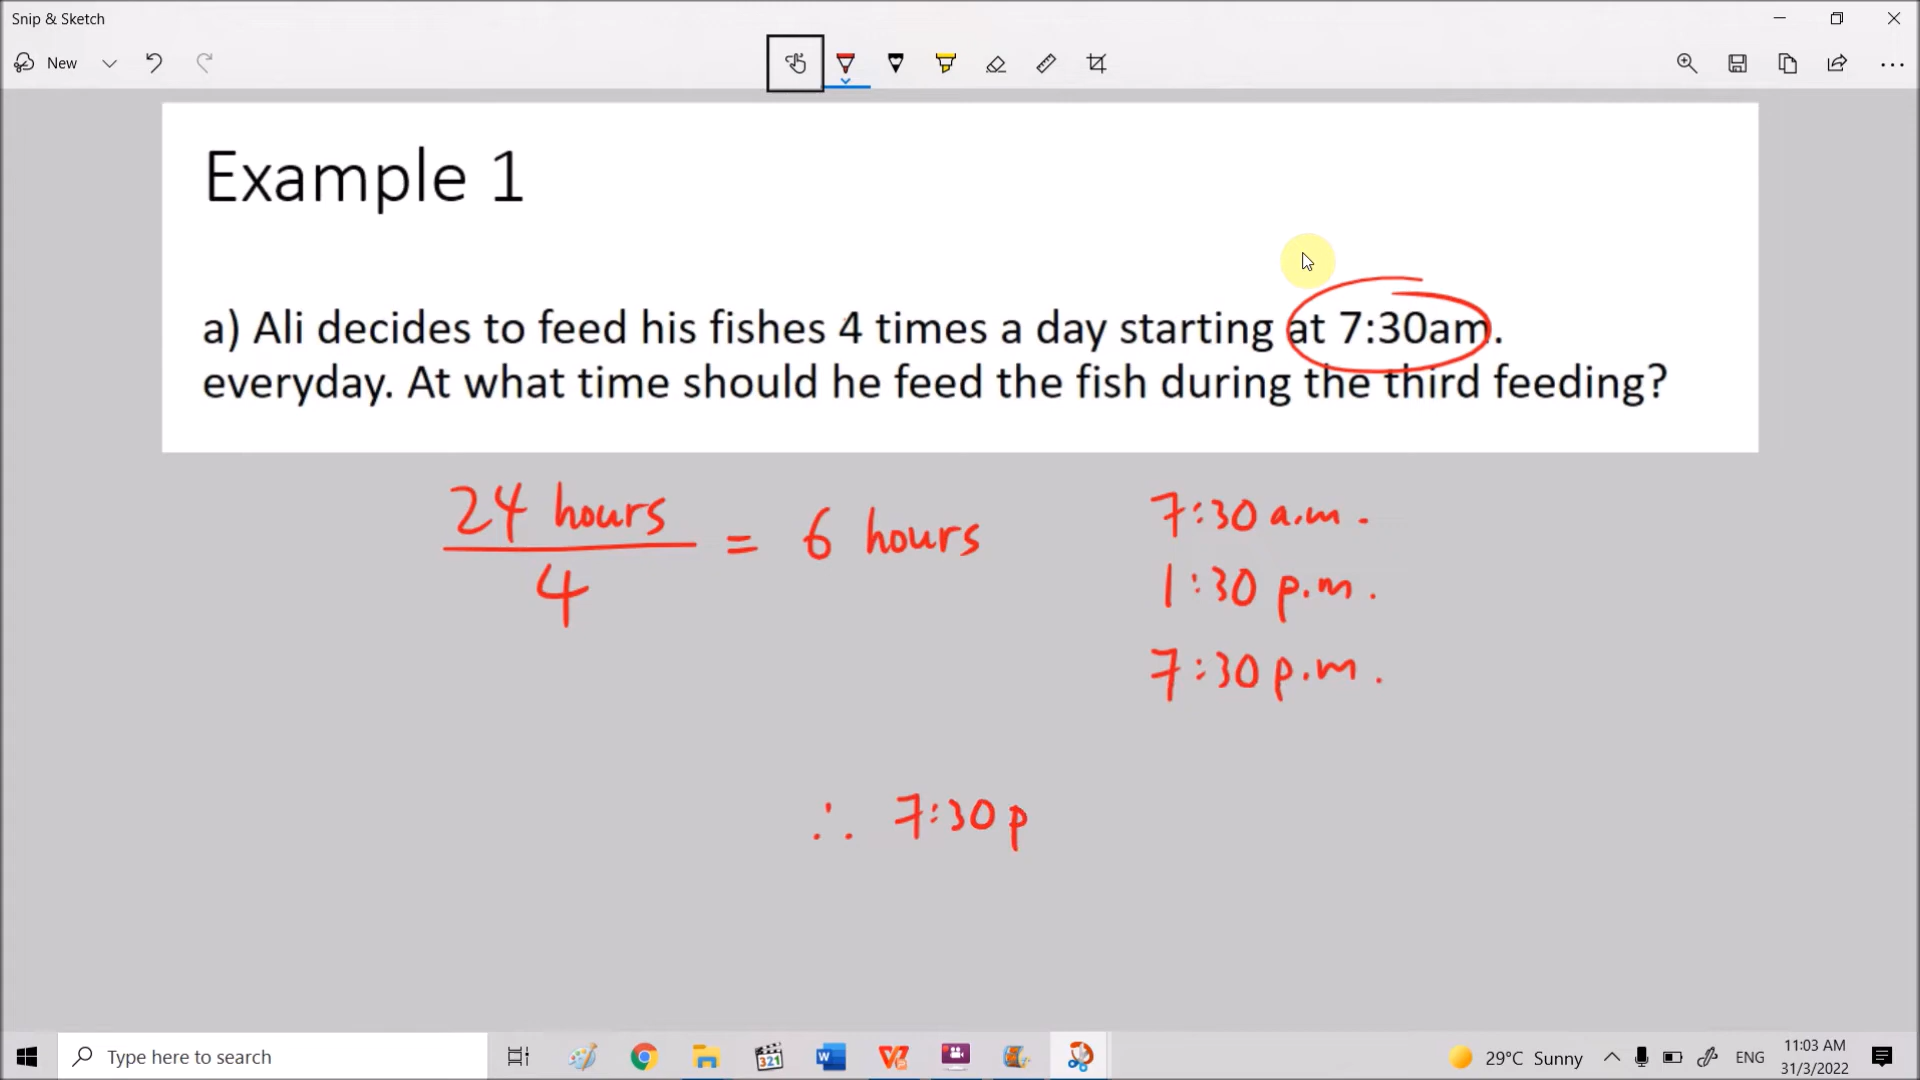 Snip & Sketch
New
Example 1
a) Ali decides to feed his fishes 4 times a day starting at 7:30am.
everyday. At what time should he feed the fish during the third feeding?
24 hours
4
= 6 hours
7:30 a.m.
1:30 p.m.
7:30 p.m.
∴ 7:30 p
Type here to search
321
W
29°C Sunny
ENG
11:03 AM
31/3/2022